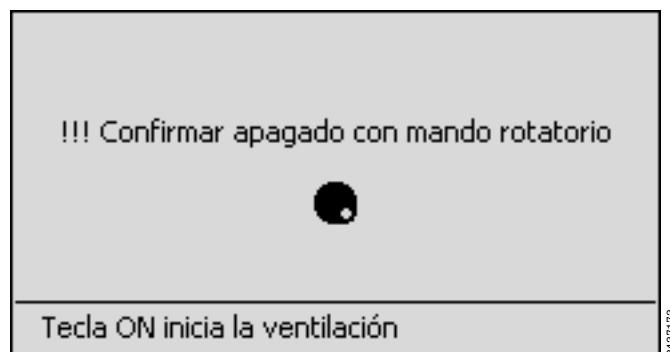 !!! Confirmar apagado con mando rotatorio
Tecla ON inicia la ventilación